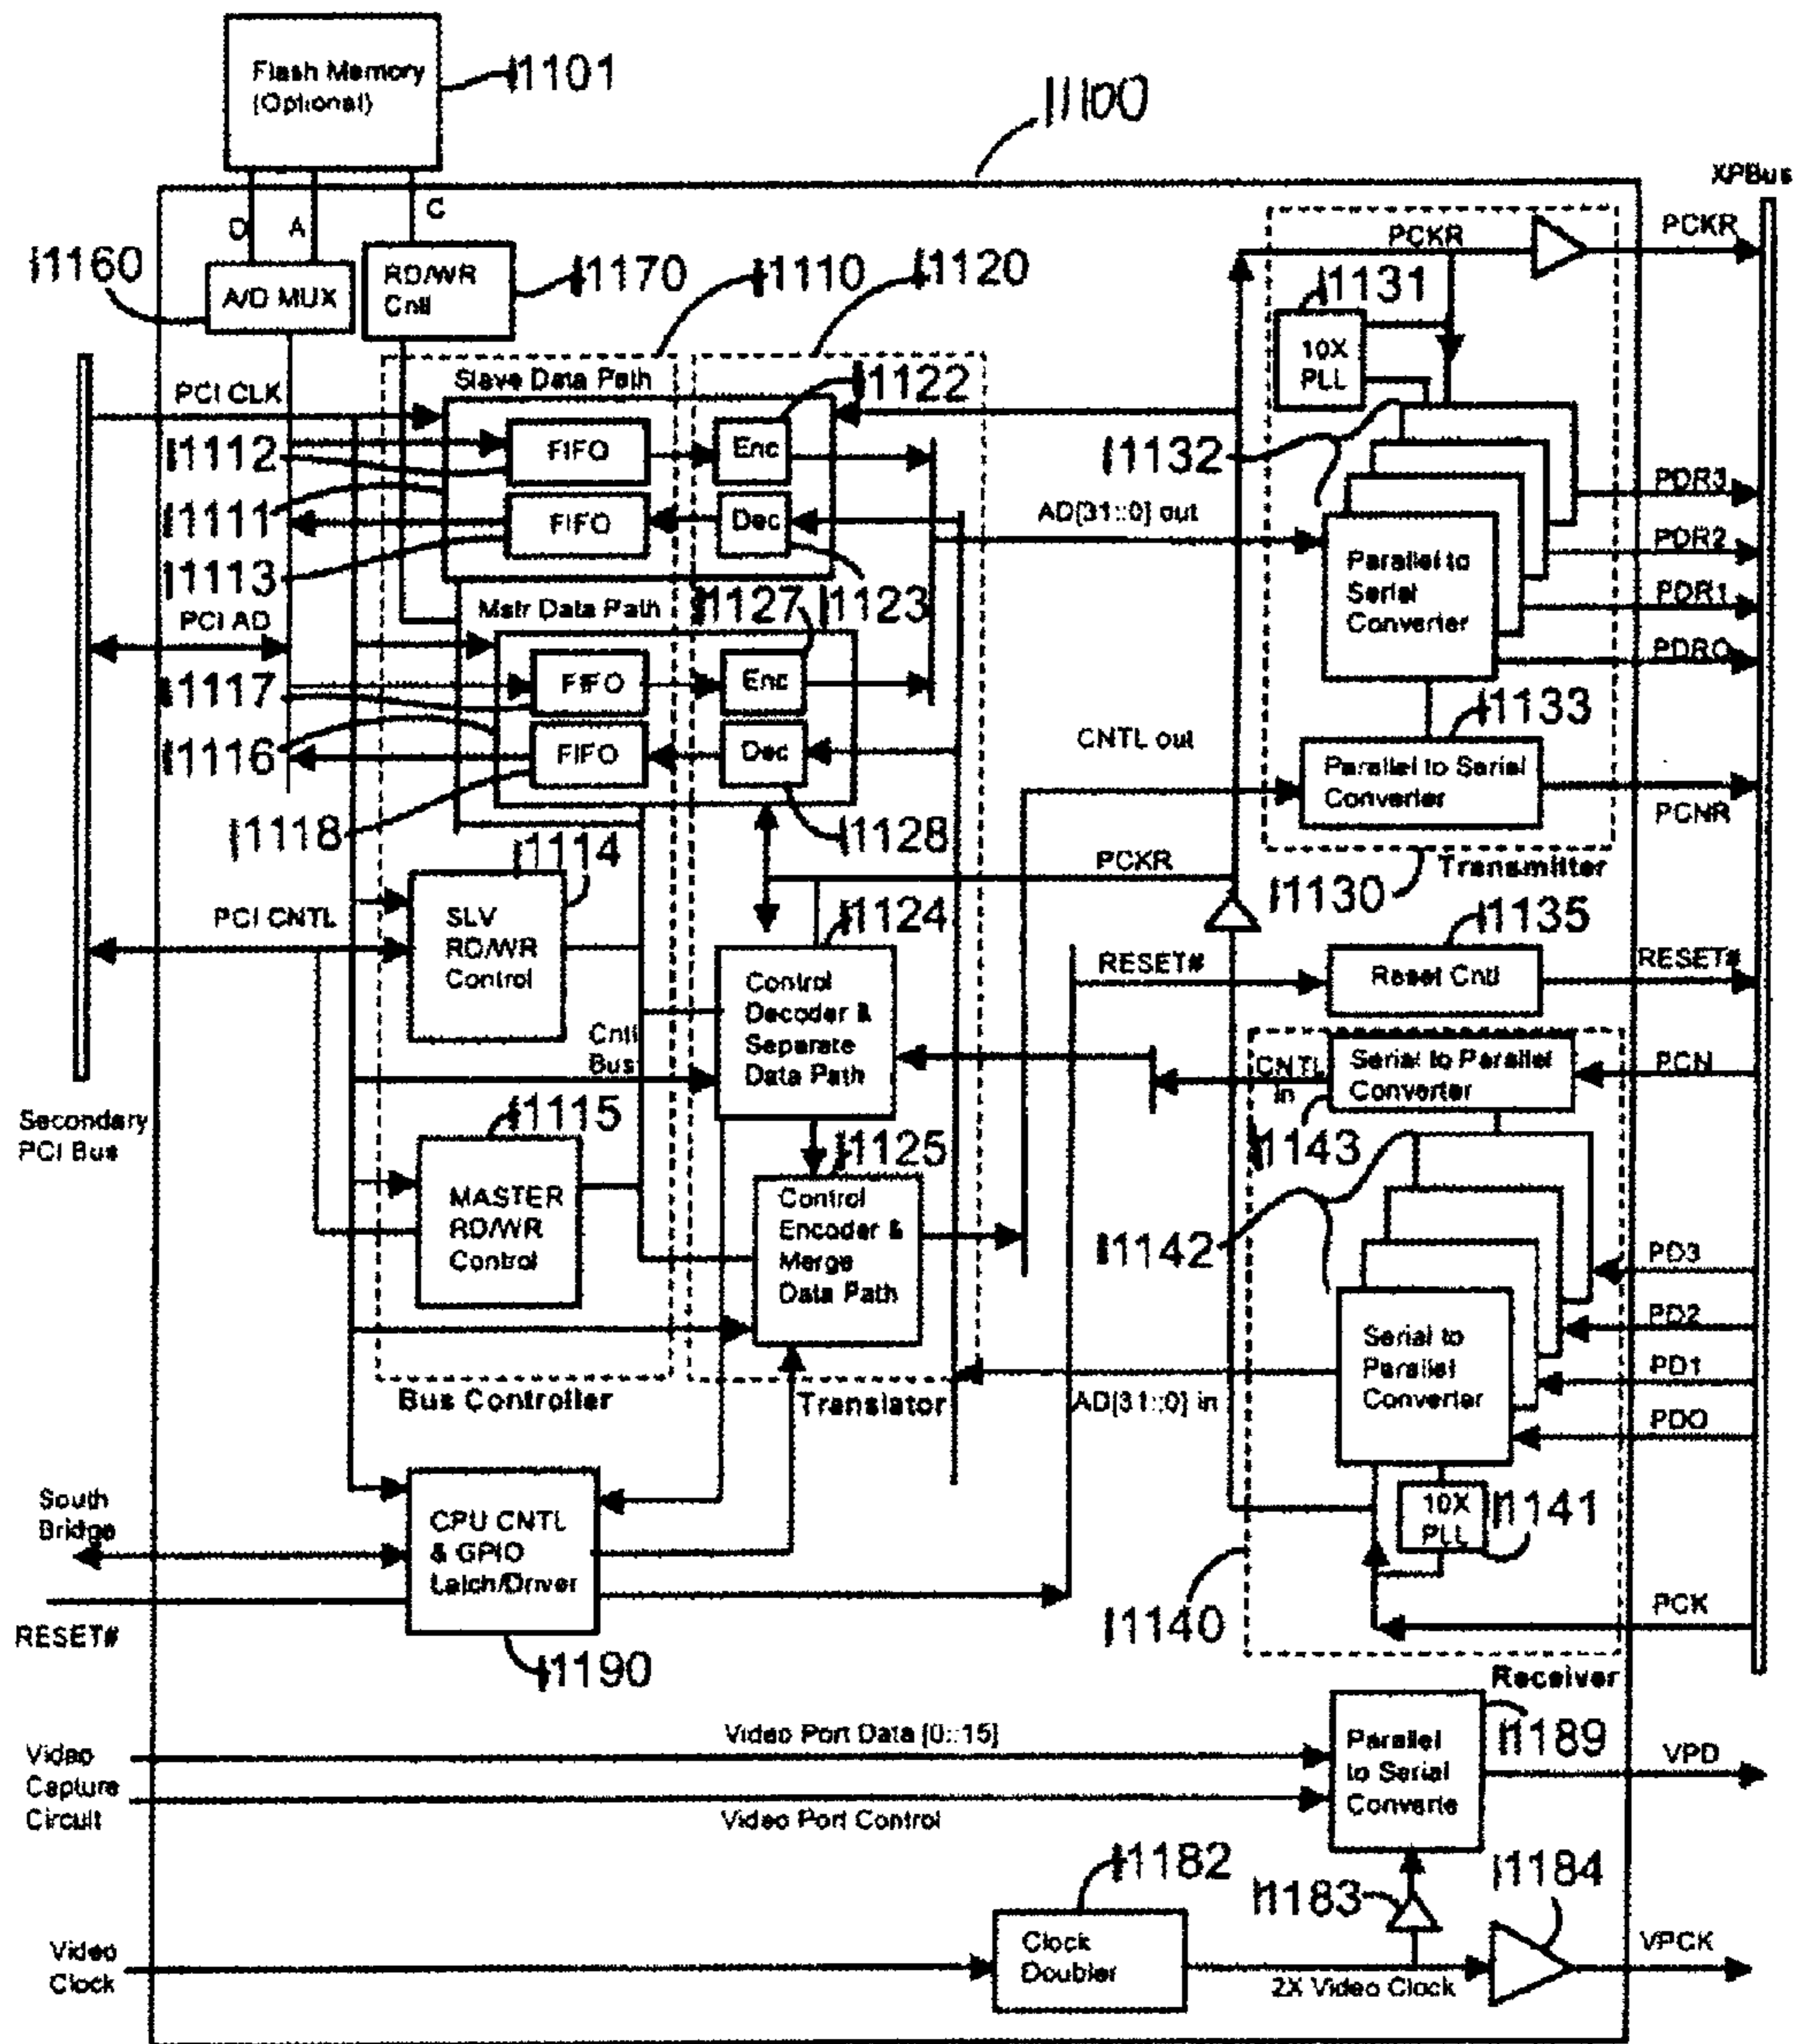 Flash Memory
(Optional)
1101
1100
XPBus
D
A
C
1160
A/D MUX
RD/WR
Cntl
1170
1110
1120
PCKR
PCKR
1131
10X
PLL
PCI CLK
Slave Data Path
1122
1112
FIFO
Enc
1132
1111
FIFO
Dec
AD[31::0] out
PDR3
PDR2
1113
Parallel to
Serial
Converter
PDR1
PCI AD
Mstr Data Path
1127
1123
PDR0
1117
FIFO
Enc
1133
1116
FIFO
Dec
CNTL out
Parallel to Serial
Converter
PCNR
1118
1114
1128
PCKR
Transmitter
1130
PCI CNTL
SLV
RD/WR
Control
1124
1135
RESET#
Reset Cntl
RESET#
Control
Decoder &
Separate
Data Path
Cntl
Bus
CNTL
in
Serial to Parallel
Converter
PCN
Secondary
PCI Bus
1115
1125
1143
MASTER
RD/WR
Control
Control
Encoder &
Merge
Data Path
1142
PD3
PD2
Serial to
Parallel
Converter
PD1
Bus Controller
Translator
AD[31::0] in
PD0
South
Bridge
CPU CNTL
& GPIO
Latch/Driver
10X
PLL
1141
RESET#
1140
PCK
1190
Receiver
Video Port Data [0::15]
1189
Video
Capture
Circuit
Parallel
to Serial
Converte
VPD
Video Port Control
1182
1183
1184
Video
Clock
Clock
Doubler
2X Video Clock
VPCK